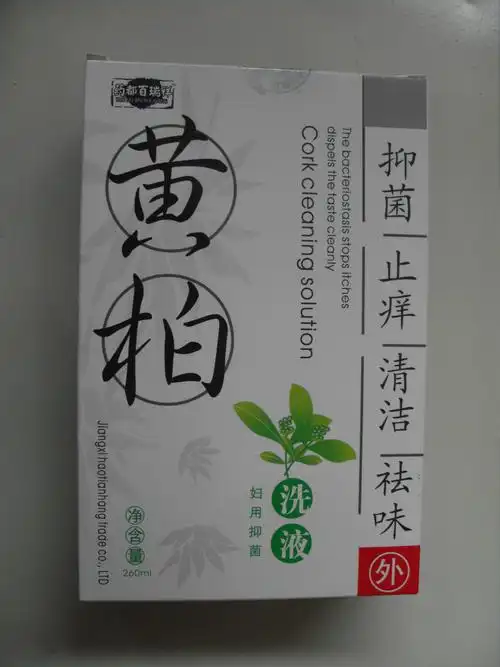 药都百瑞祥
黄柏
The bacteriostasis stops itches
dispels the taste cleanly
Cork cleaning solution
抑菌
止痒
清洁
祛味
外
洗液
妇用抑菌
净含量
260ml
Jiangxi haotianhong trade co., LTD